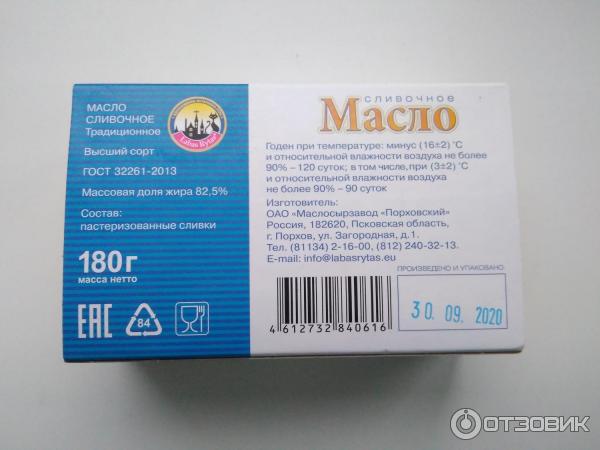 МАСЛО
СЛИВОЧНОЕ
Традиционное
Высший сорт
ГОСТ 32261-2013
Массовая доля жира 82,5%
Состав:
пастеризованные сливки
180г
масса нетто
EAC
84
Labas Rytas
сливочное
Масло
Годен при температуре: минус (16±2) °С
и относительной влажности воздуха не более
90% – 120 суток; в том числе, при (3±2) °С
и относительной влажности воздуха
не более 90% – 90 суток
Изготовитель:
ОАО «Маслосырзавод «Порховский»
Россия, 182620, Псковская область,
г. Порхов, ул. Загородная, д.1.
Тел. (81134) 2-16-00, (812) 240-32-13.
E-mail: info@labasrytas.eu
ПРОИЗВЕДЕНО И УПАКОВАНО
30. 09. 2020
4 612732 840616
ОТЗОВИК